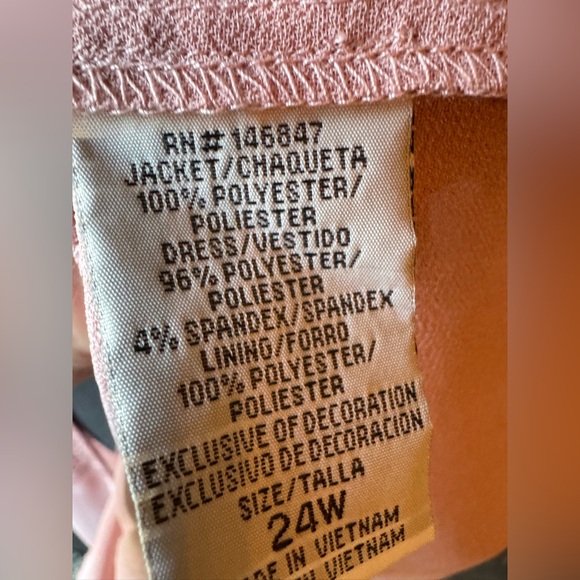 RN# 146847
JACKET/CHAQUETA
100% POLYESTER/
POLIESTER
DRESS/VESTIDO
96% POLYESTER/
POLIESTER
4% SPANDEX/SPANDEX
LINING/FORRO
100% POLYESTER/
POLIESTER
EXCLUSIVE OF DECORATION
EXCLUSIVO DE DECORACION
SIZE/TALLA
24W
IN VIETNAM
VIETNAM